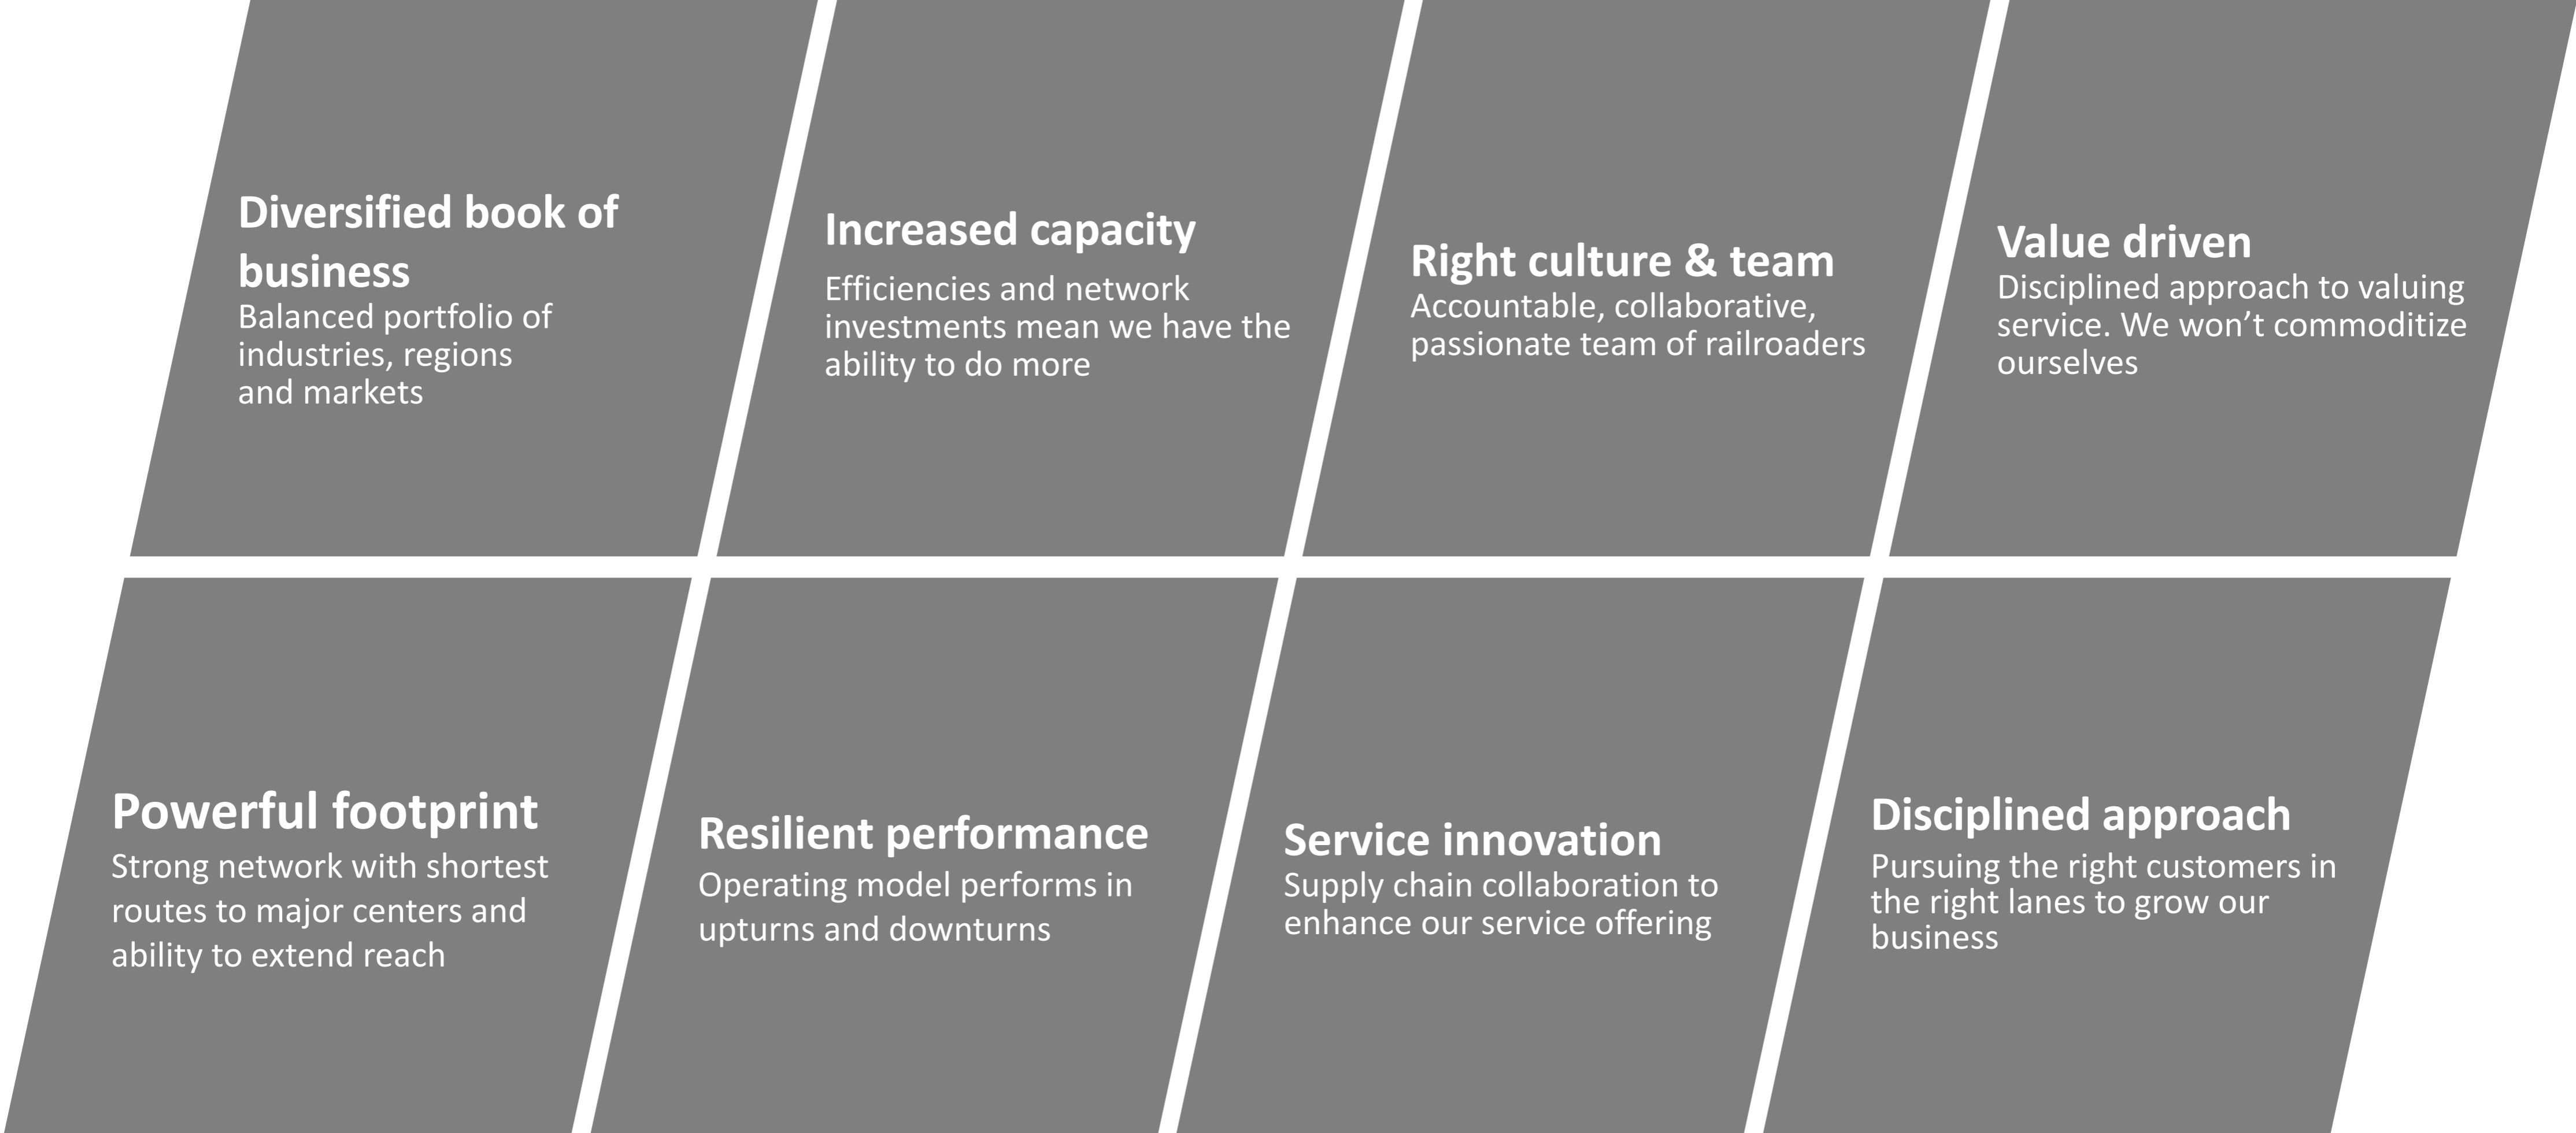 Diversified book of
business
Balanced portfolio of
industries, regions
and markets
Increased capacity
Efficiencies and network
investments mean we have the
ability to do more
Right culture & team
Accountable, collaborative,
passionate team of railroaders
Value driven
Disciplined approach to valuing
service. We won’t commoditize
ourselves
Powerful footprint
Strong network with shortest
routes to major centers and
ability to extend reach
Resilient performance
Operating model performs in
upturns and downturns
Service innovation
Supply chain collaboration to
enhance our service offering
Disciplined approach
Pursuing the right customers in
the right lanes to grow our
business